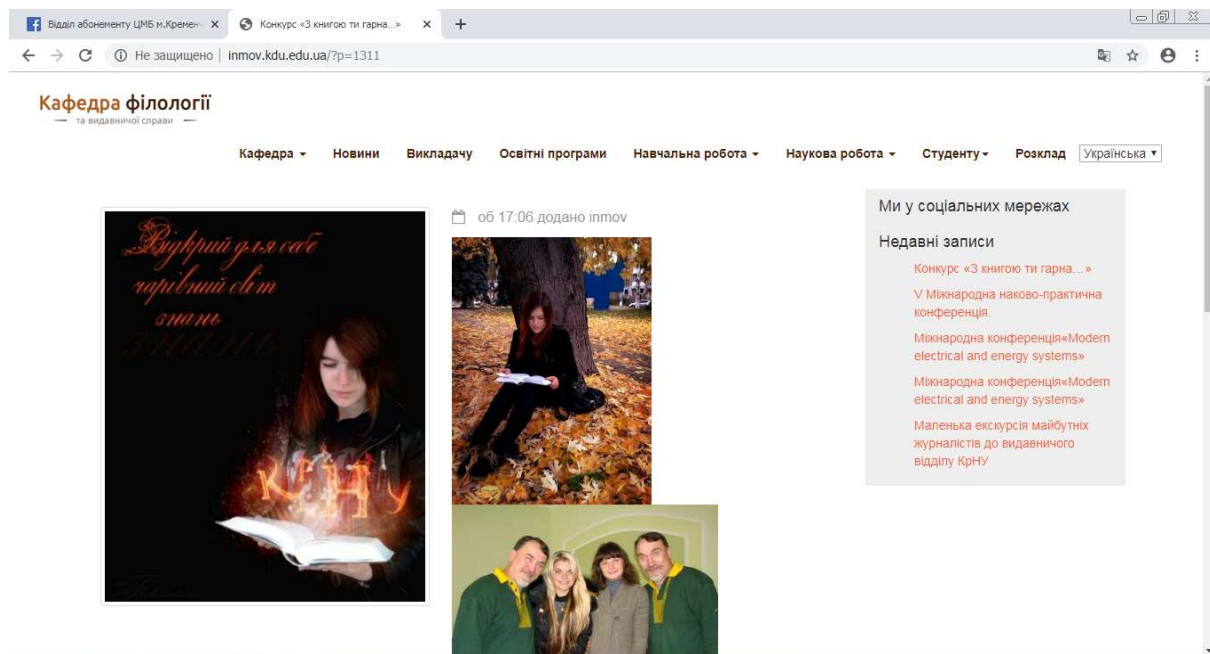 Відділ абонементу ЦМБ м.Кремен
Конкурс «З книгою ти гарна...»
Не защищено | inmov.kdu.edu.ua/?p=1311
Кафедра філології
та видавничої справи
Кафедра Новини Викладачу Освітні програми Навчальна робота Наукова робота Студенту Розклад Українська
Відкрий для себе
чарівний світ
знань
З КНУ
КрНУ
об 17:06 додано inmov
Ми у соціальних мережах
Недавні записи
Конкурс «З книгою ти гарна…»
V Міжнародна наково-практична
конференція.
Міжнародна конференція«Modern
electrical and energy systems»
Міжнародна конференція«Modern
electrical and energy systems»
Маленька екскурсія майбутніх
журналістів до видавничого
відділу КрНУ